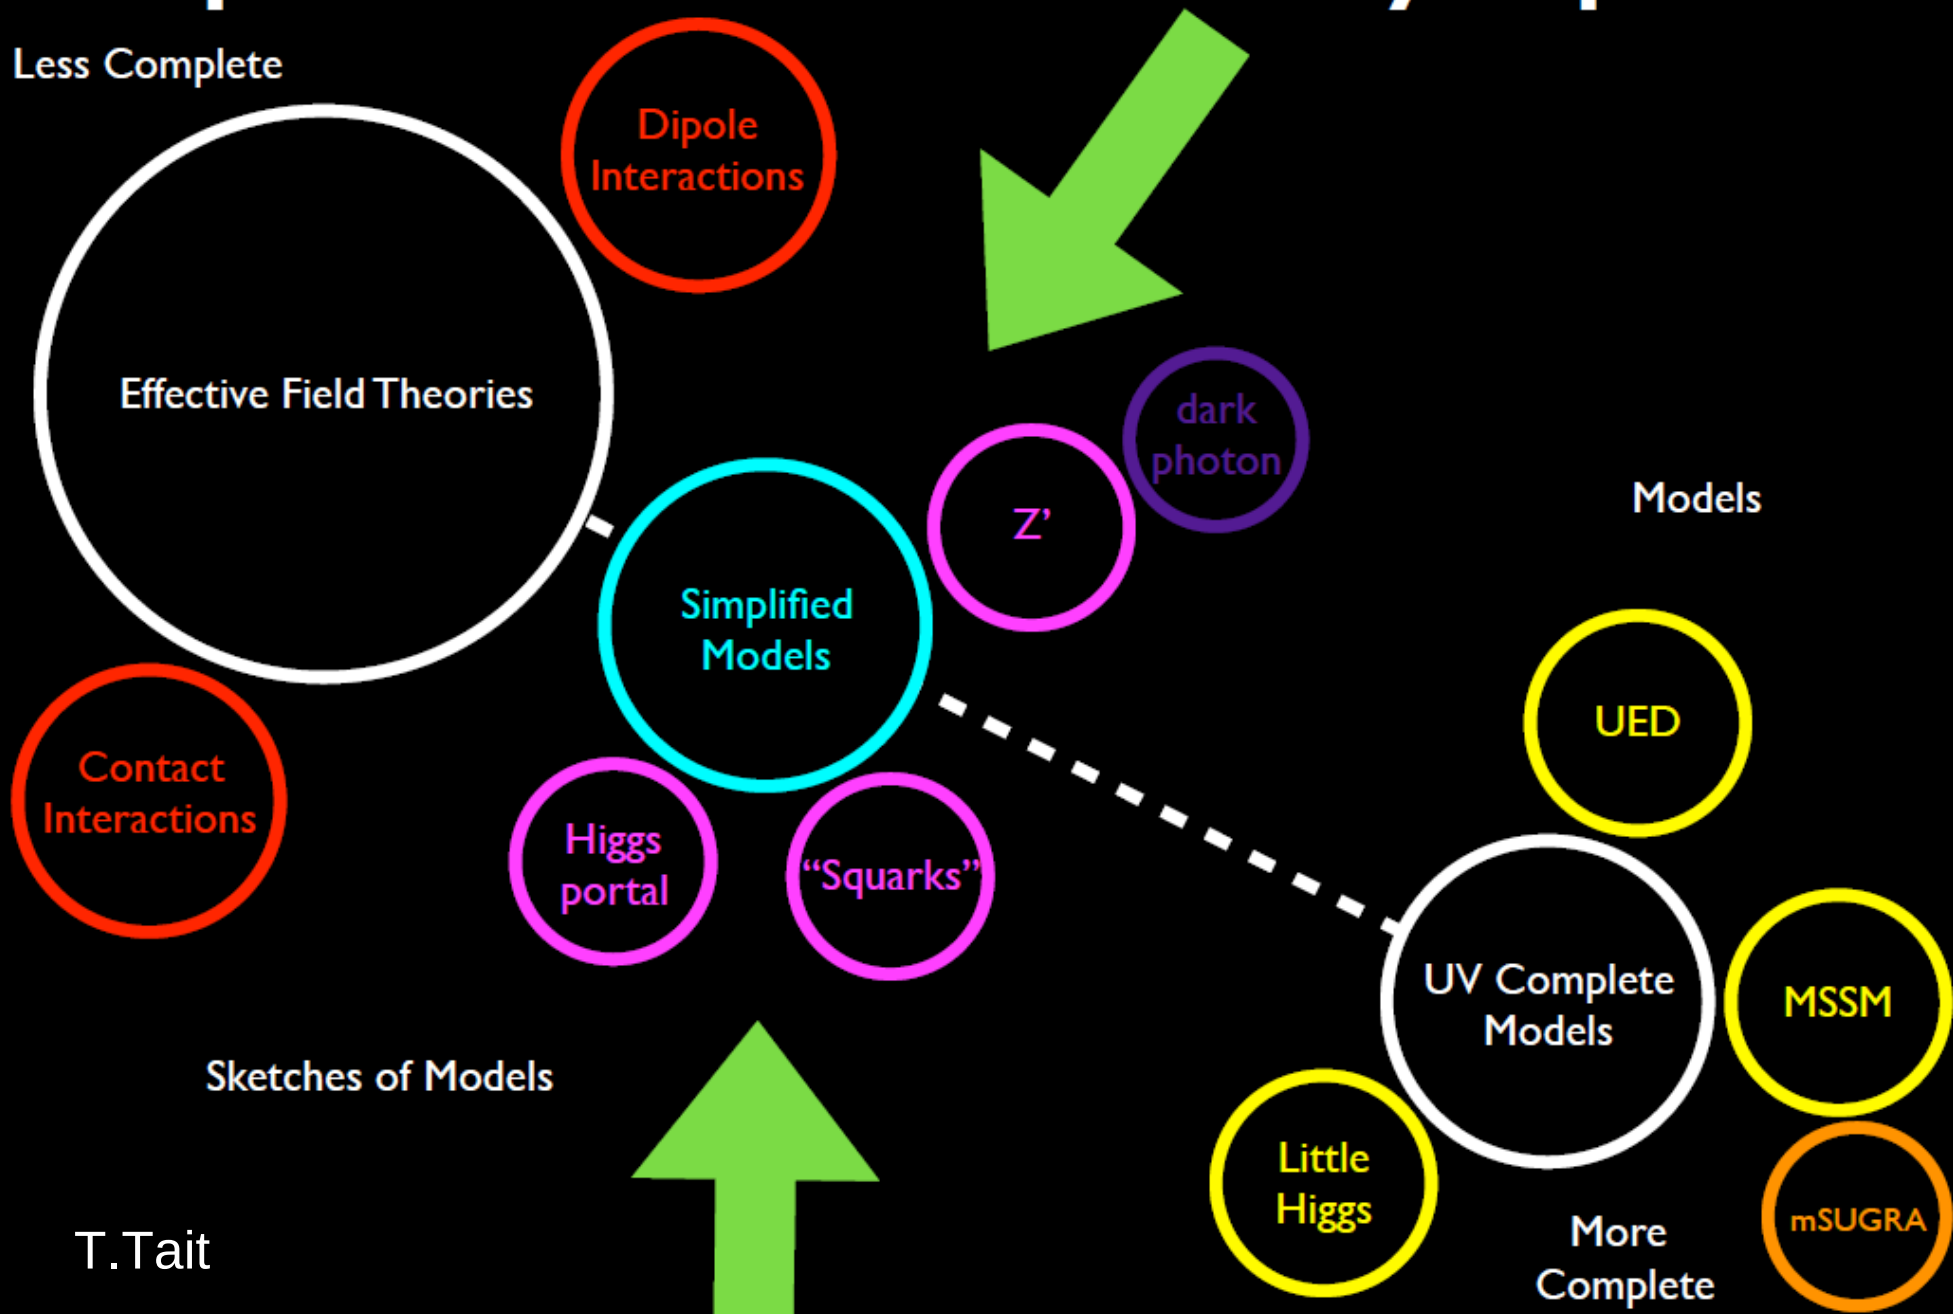 Less Complete
Dipole
Interactions
Effective Field Theories
dark
photon
Z’
Models
Simplified
Models
UED
Contact
Interactions
Higgs
portal
“Squarks”
UV Complete
Models
MSSM
Sketches of Models
Little
Higgs
mSUGRA
More
Complete
T.Tait